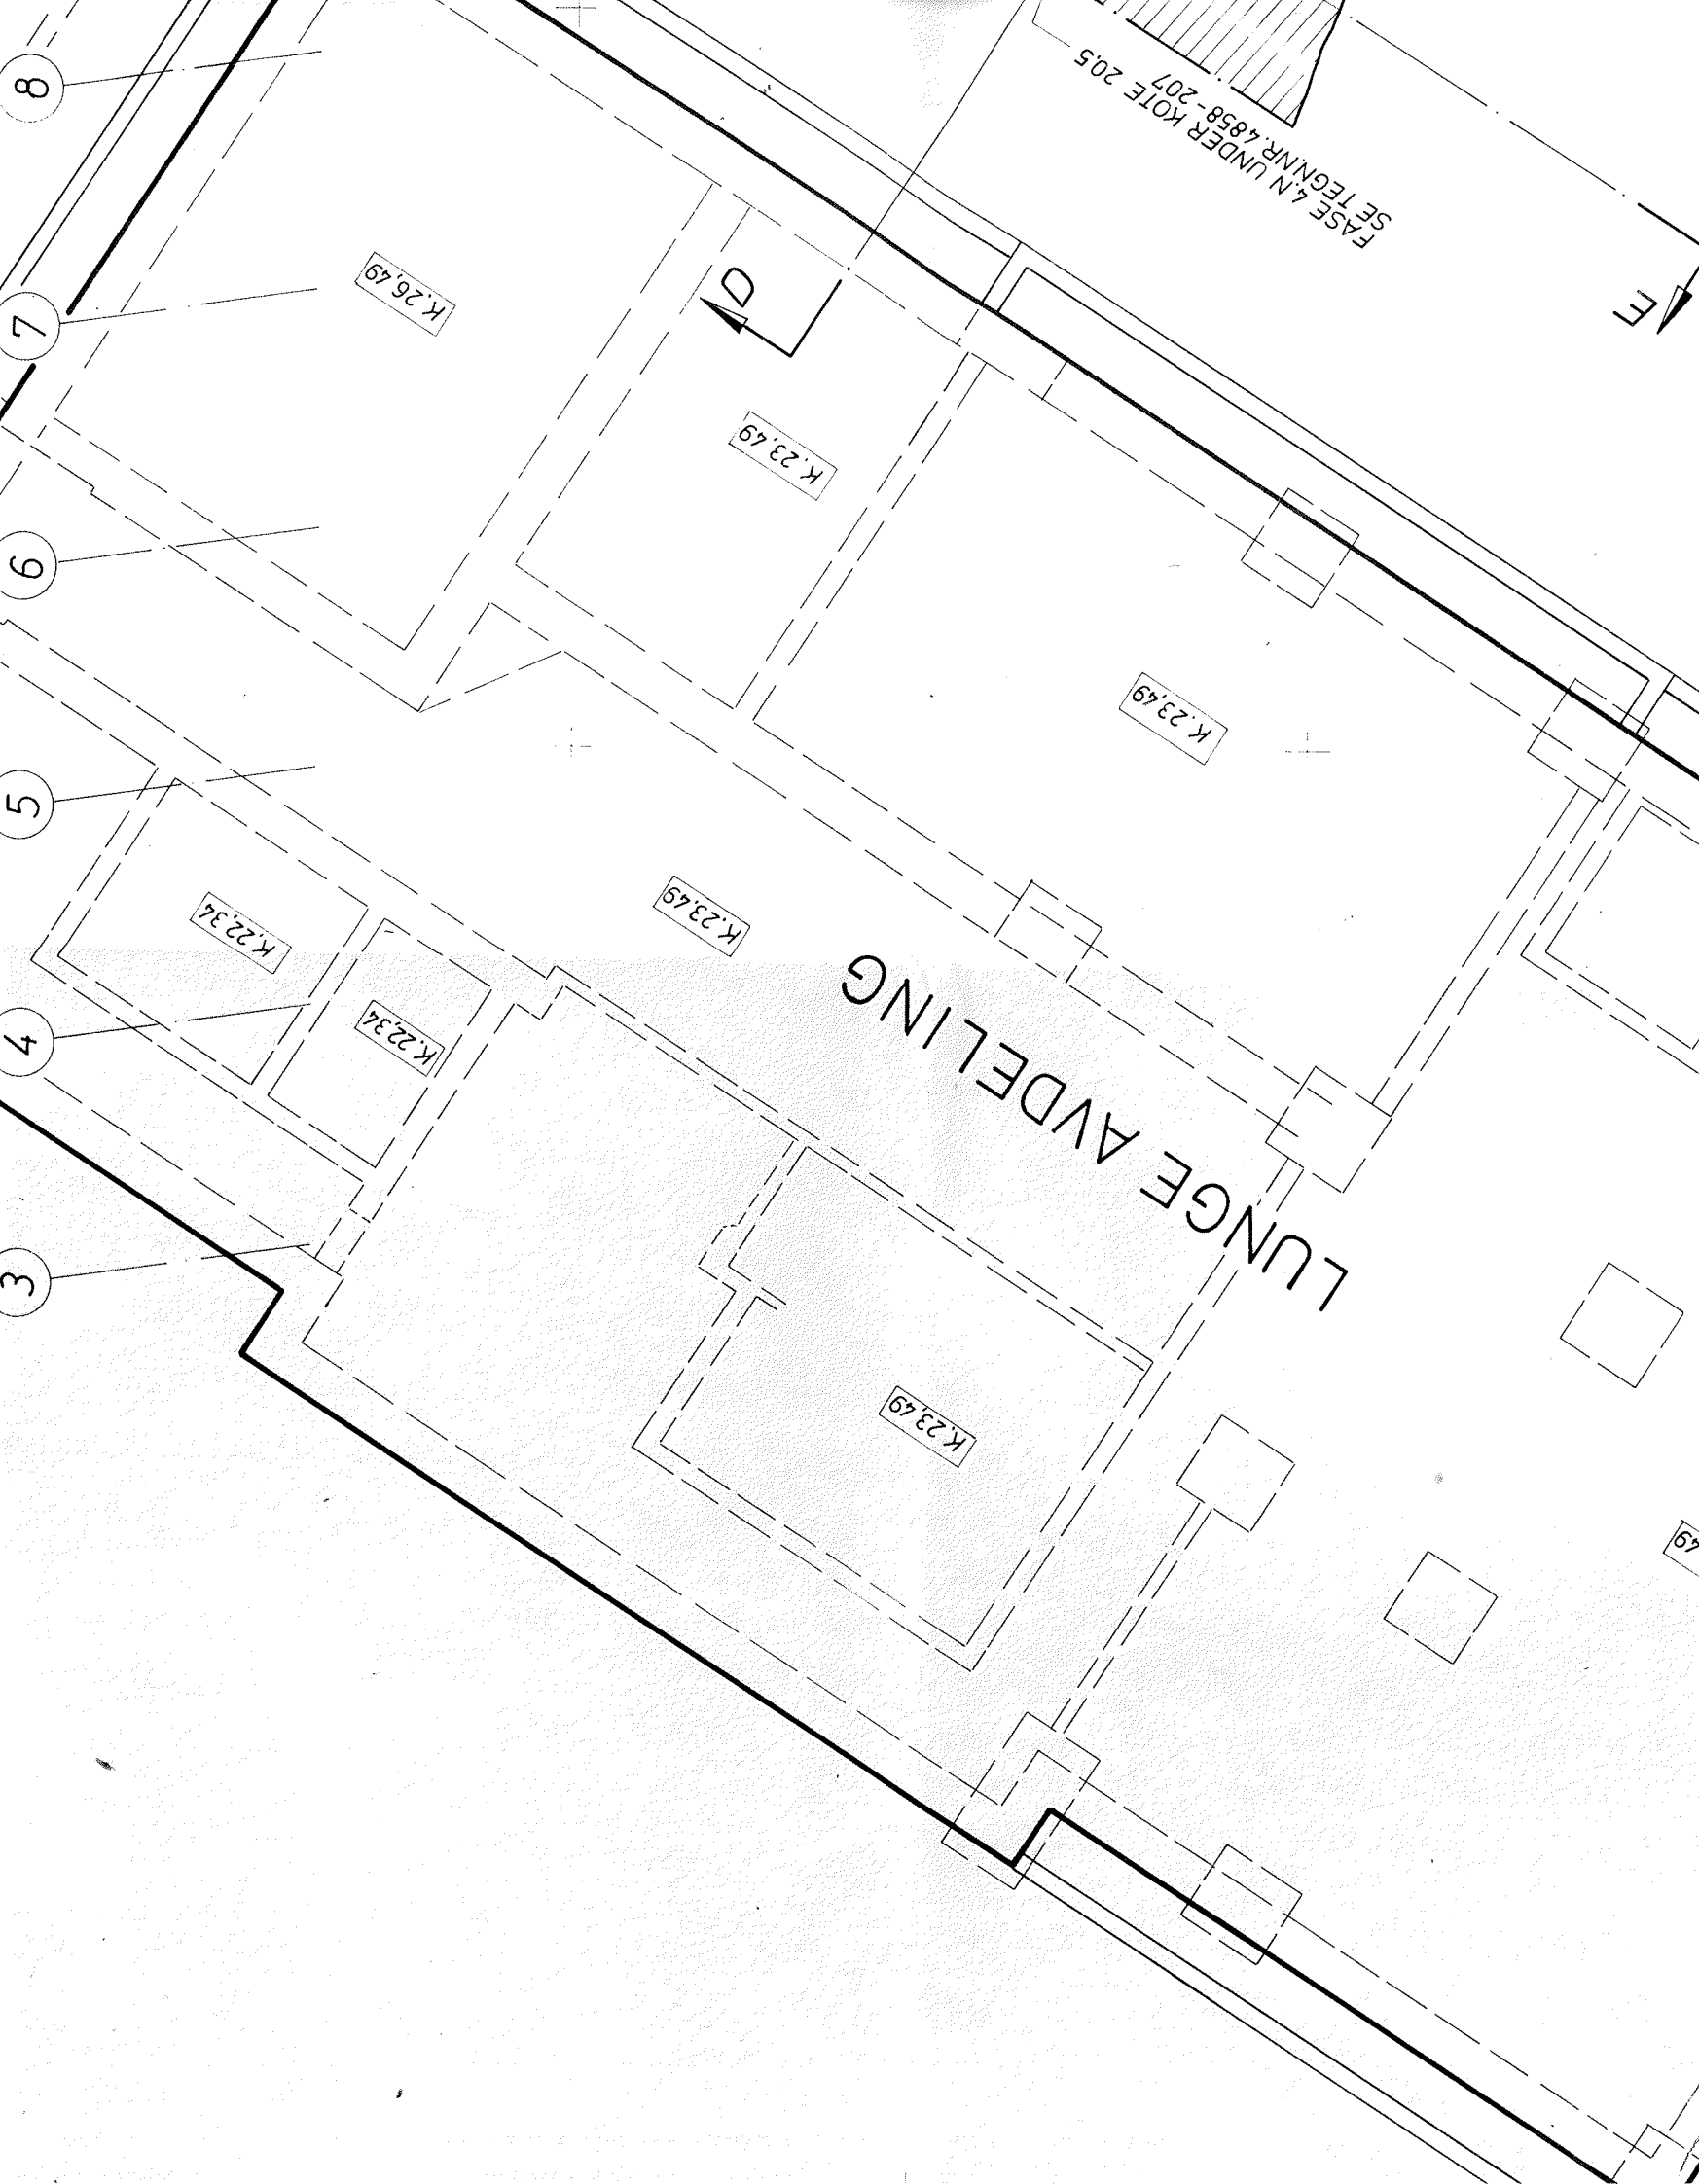 8
7
6
5
4
3
FASE 4,N UNDER KOTE 20,5
SE TEGN.NR. 4858-207
D
E
K.26,49
K.23,49
K.23,49
K.23,49
K.22,34
K.22,34
LUNGE AVDELING
K.23,49
49